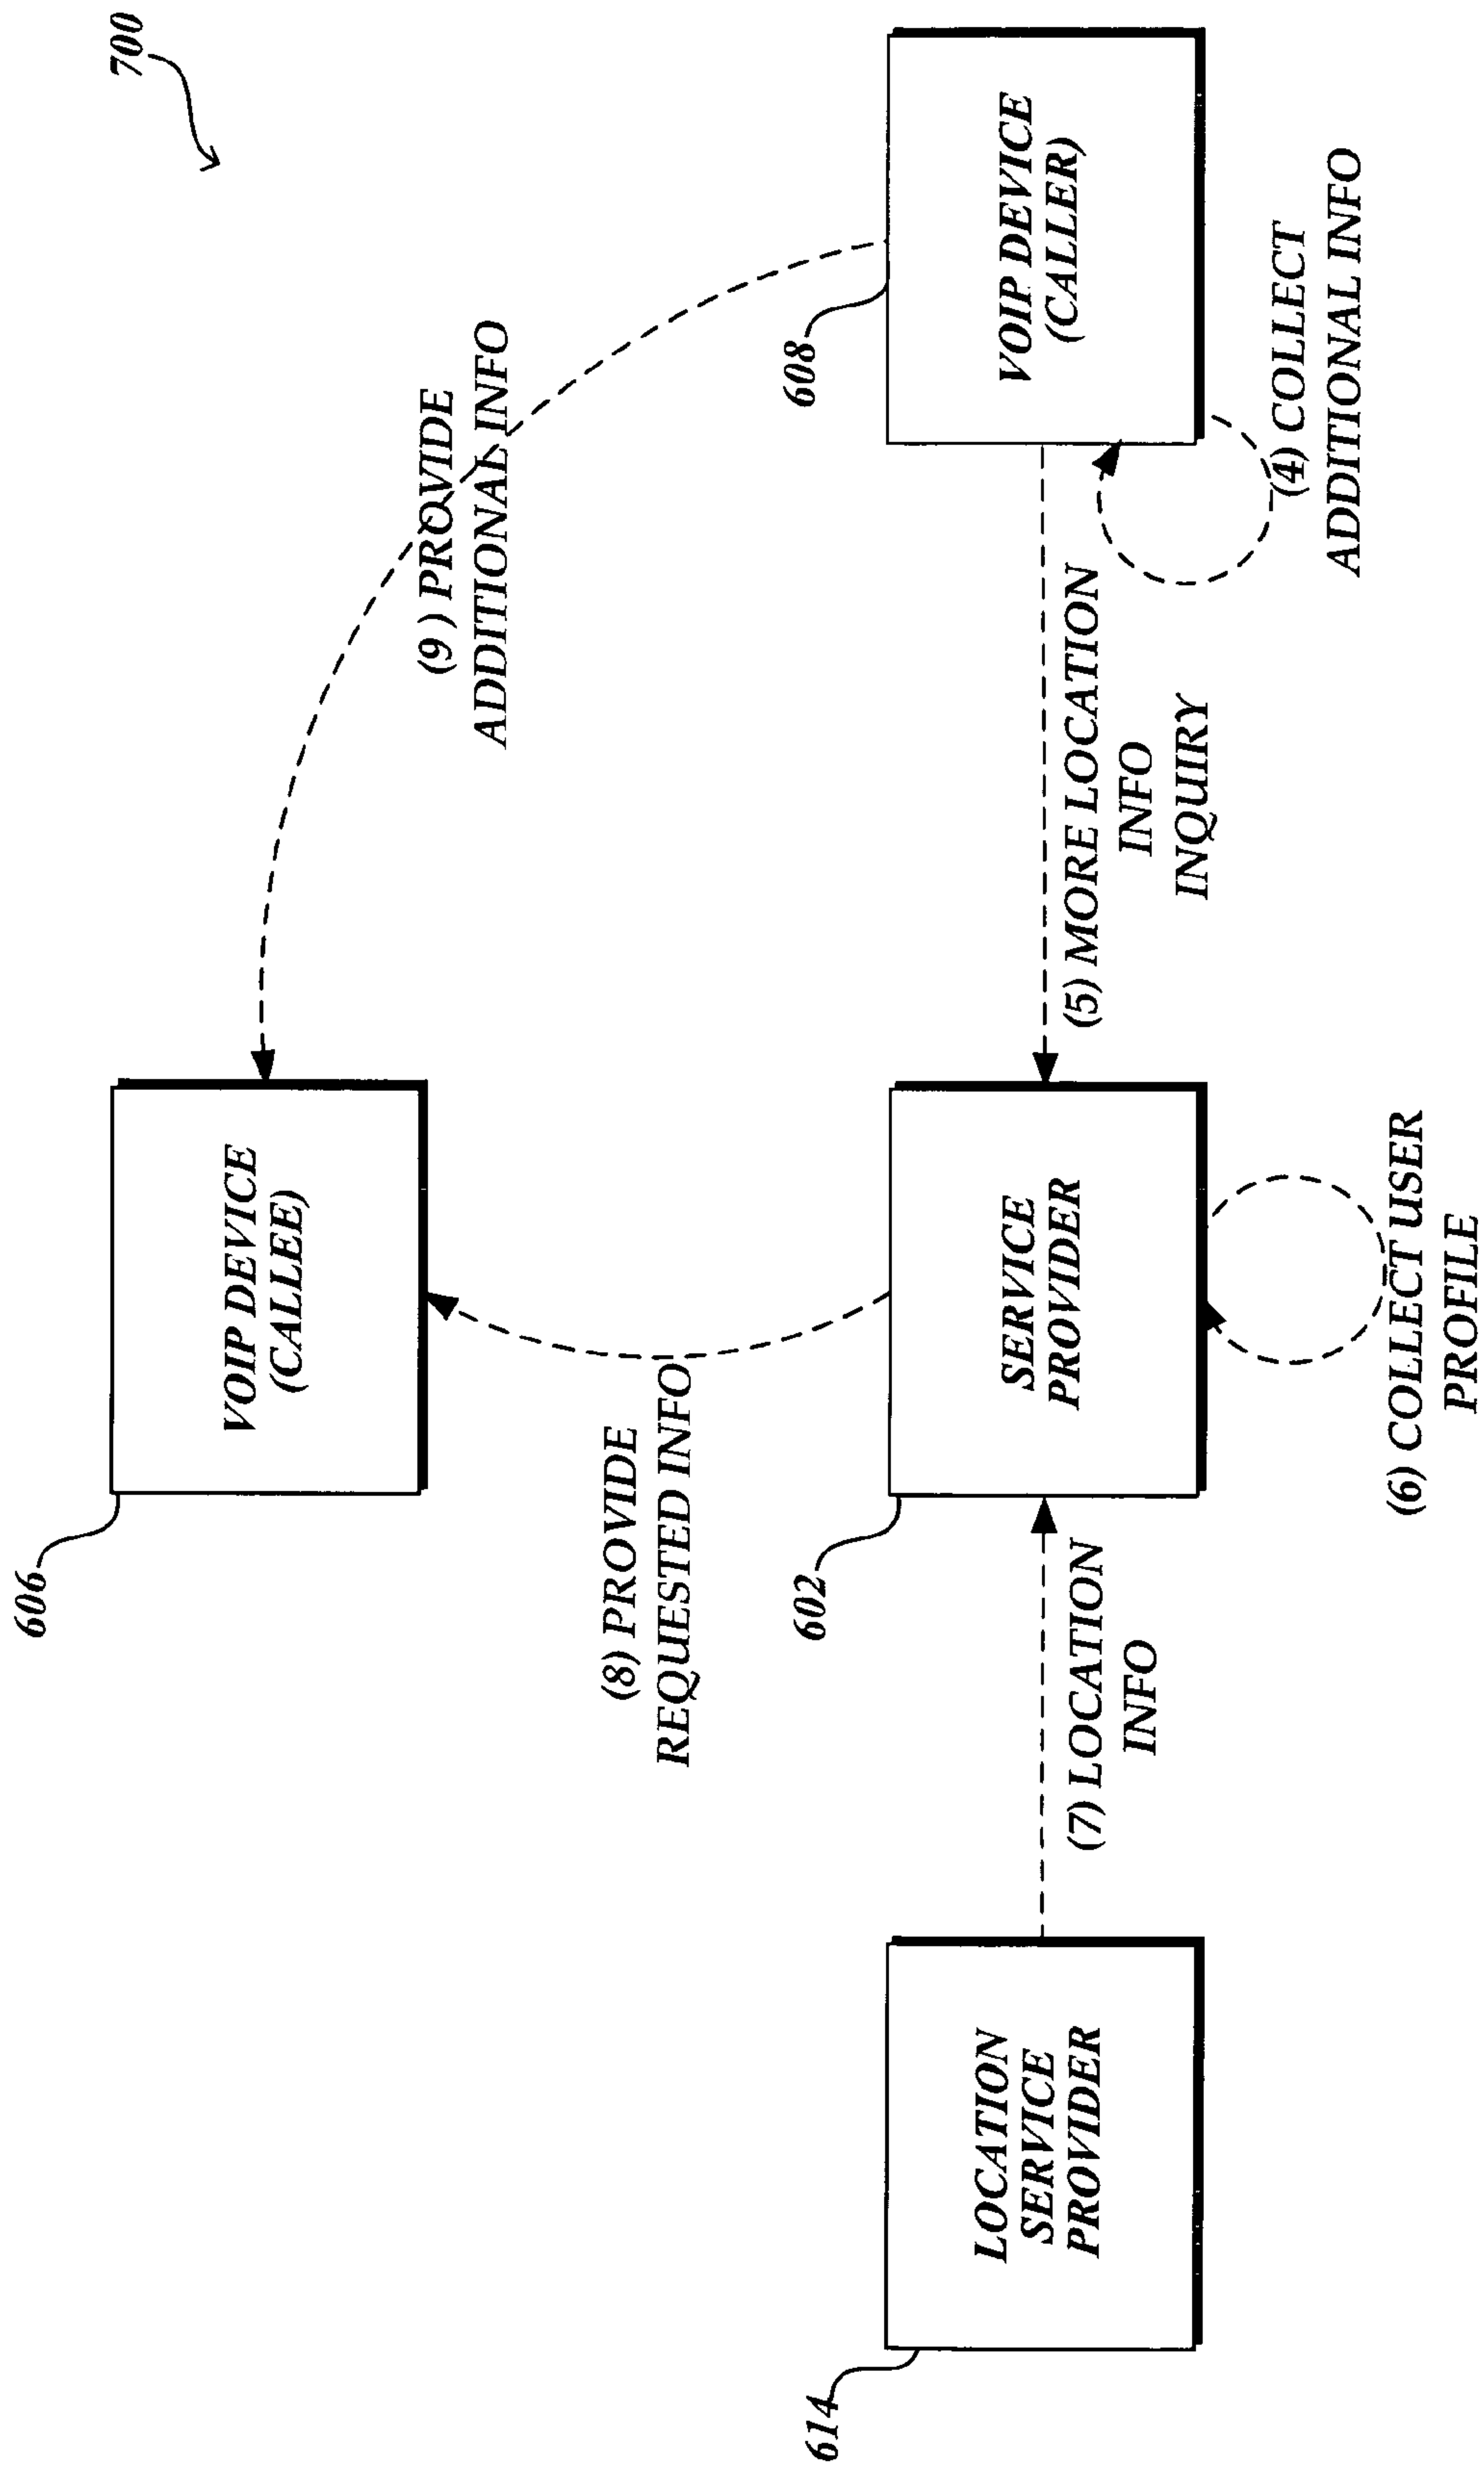 700
606
VOIP DEVICE
(CALLEE)
(9) PROVIDE
ADDITIONAL INFO
(8) PROVIDE
REQUESTED INFO
614
LOCATION
SERVICE
PROVIDER
(7) LOCATION
INFO
602
SERVICE
PROVIDER
(5) MORE LOCATION
INFO
INQUIRY
608
VOIP DEVICE
(CALLER)
(4) COLLECT
ADDITIONAL INFO
(6) COLLECT USER
PROFILE